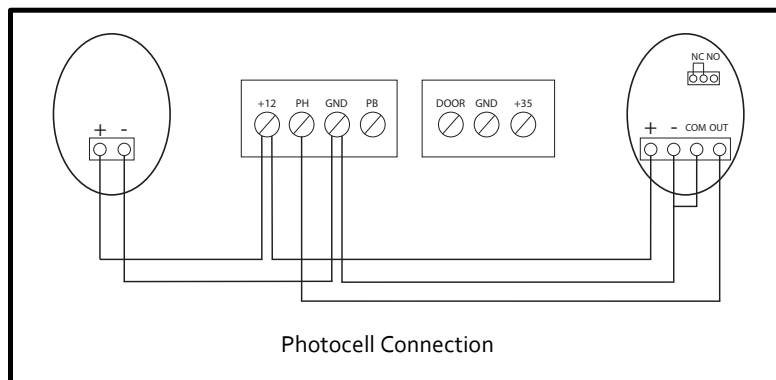 NC NO
+12 PH GND PB
DOOR GND +35
+ -
+ - COM OUT
Photocell Connection